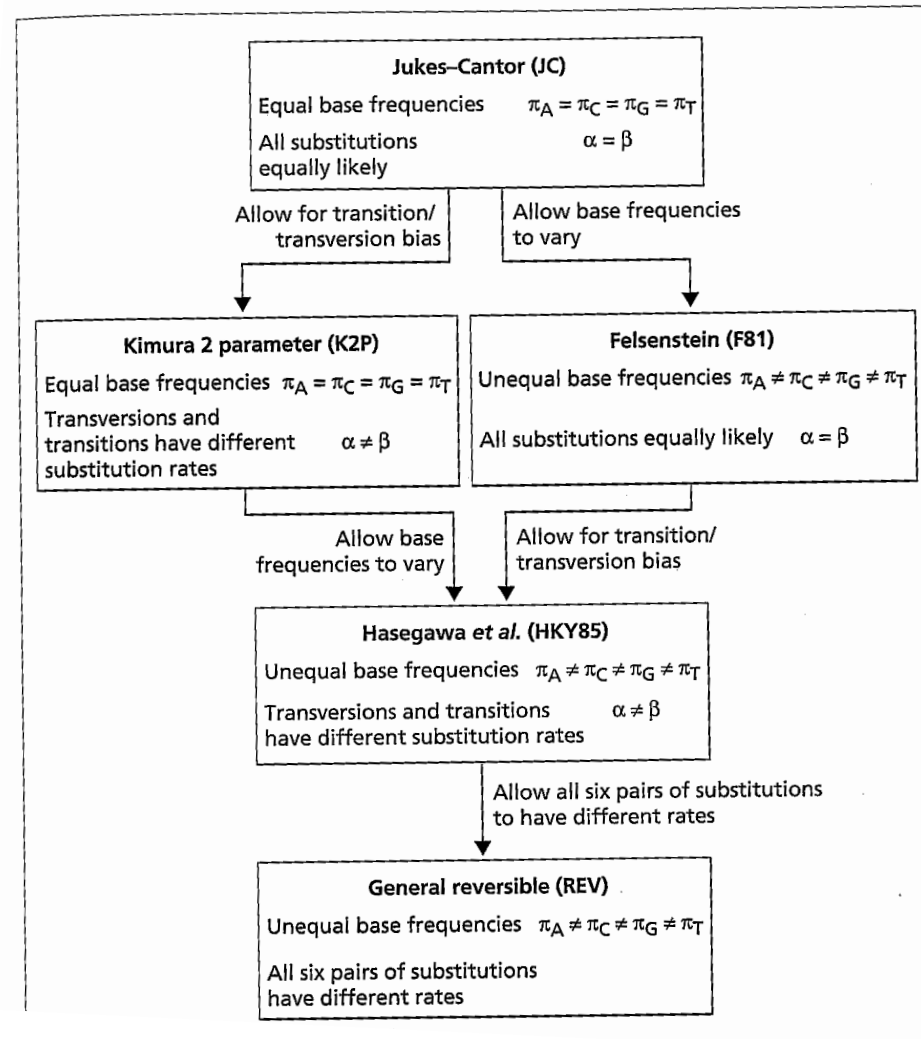 Jukes–Cantor (JC)
Equal base frequencies πA = πC = πG = πT
All substitutions α = β
equally likely
Allow for transition/
transversion bias
Allow base frequencies
to vary
Kimura 2 parameter (K2P)
Equal base frequencies πA = πC = πG = πT
Transversions and
transitions have different α ≠ β
substitution rates
Felsenstein (F81)
Unequal base frequencies πA ≠ πC ≠ πG ≠ πT
All substitutions equally likely α = β
Allow base
frequencies to vary
Allow for transition/
transversion bias
Hasegawa et al. (HKY85)
Unequal base frequencies πA ≠ πC ≠ πG ≠ πT
Transversions and transitions α ≠ β
have different substitution rates
Allow all six pairs of substitutions
to have different rates
General reversible (REV)
Unequal base frequencies πA ≠ πC ≠ πG ≠ πT
All six pairs of substitutions
have different rates